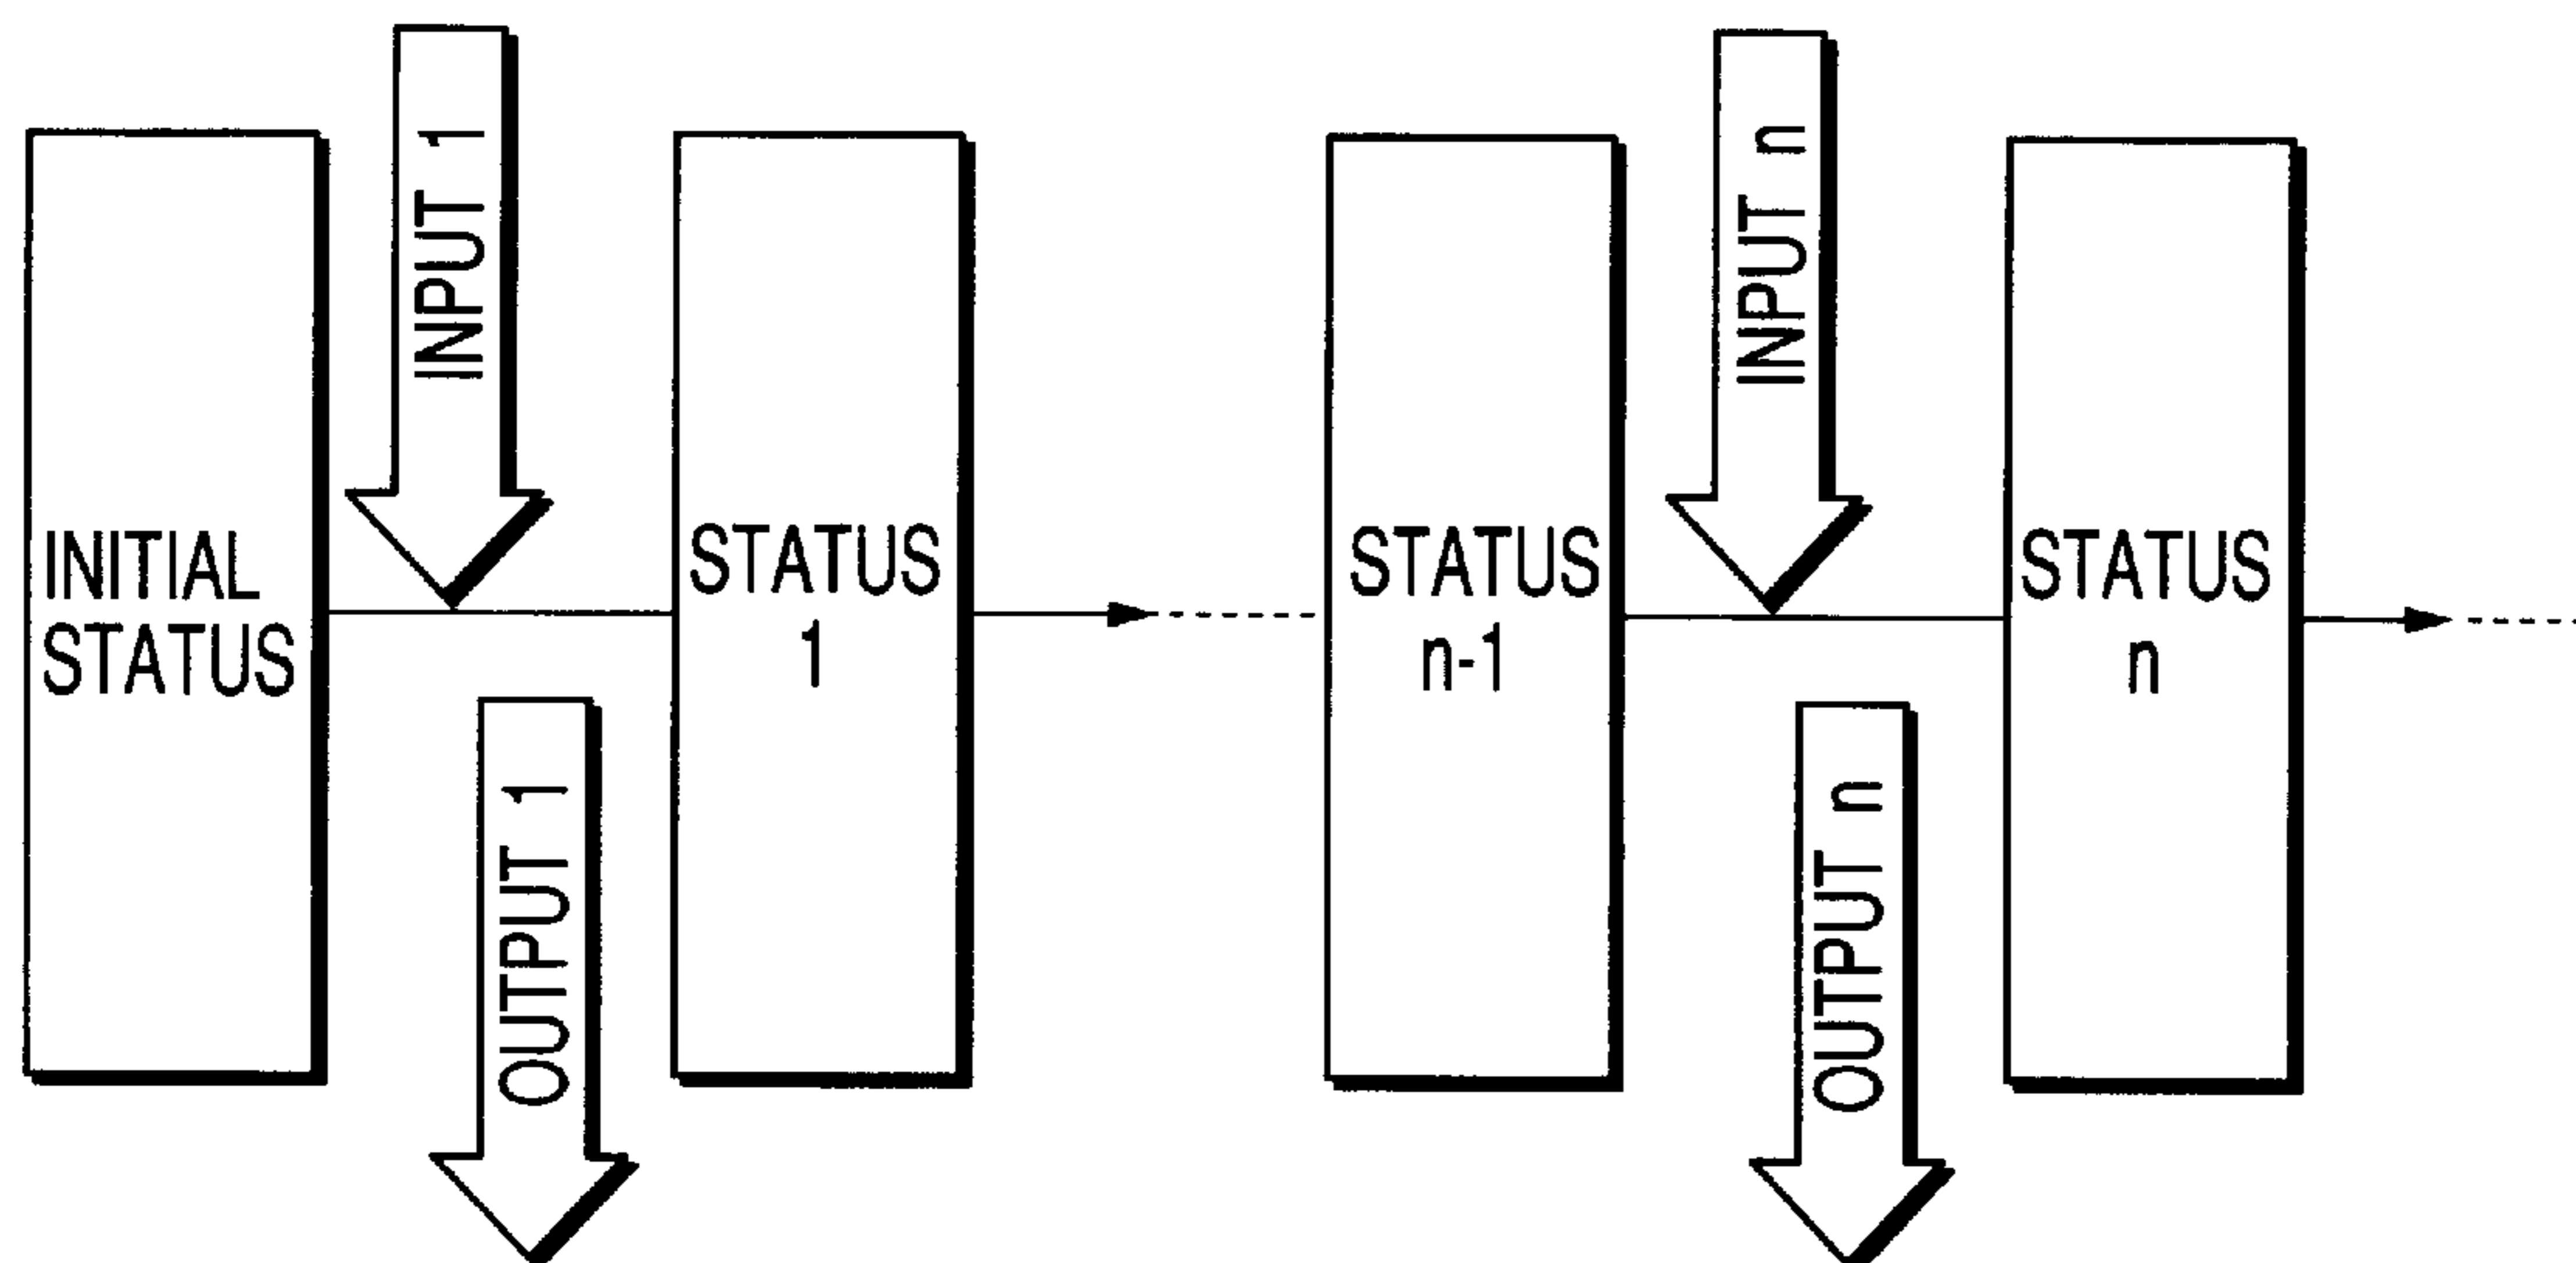 INITIAL
STATUS
INPUT 1
OUTPUT 1
STATUS
1
STATUS
n-1
INPUT n
OUTPUT n
STATUS
n